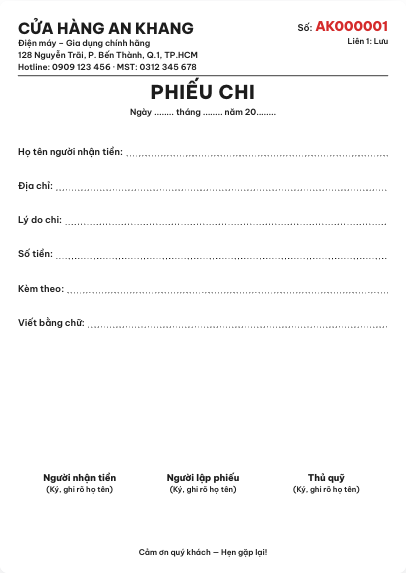 CỬA HÀNG AN KHANG
Điện máy – Gia dụng chính hãng
128 Nguyễn Trãi, P. Bến Thành, Q.1, TP.HCM
Hotline: 0909 123 456 · MST: 0312 345 678
Số: AK000001
Liên 1: Lưu
PHIẾU CHI
Ngày ........ tháng ........ năm 20........
Họ tên người nhận tiền:
Địa chỉ:
Lý do chi:
Số tiền:
Kèm theo:
Viết bằng chữ:
Người nhận tiền Người lập phiếu Thủ quỹ
(Ký, ghi rõ họ tên) (Ký, ghi rõ họ tên) (Ký, ghi rõ họ tên)
Cảm ơn quý khách — Hẹn gặp lại!